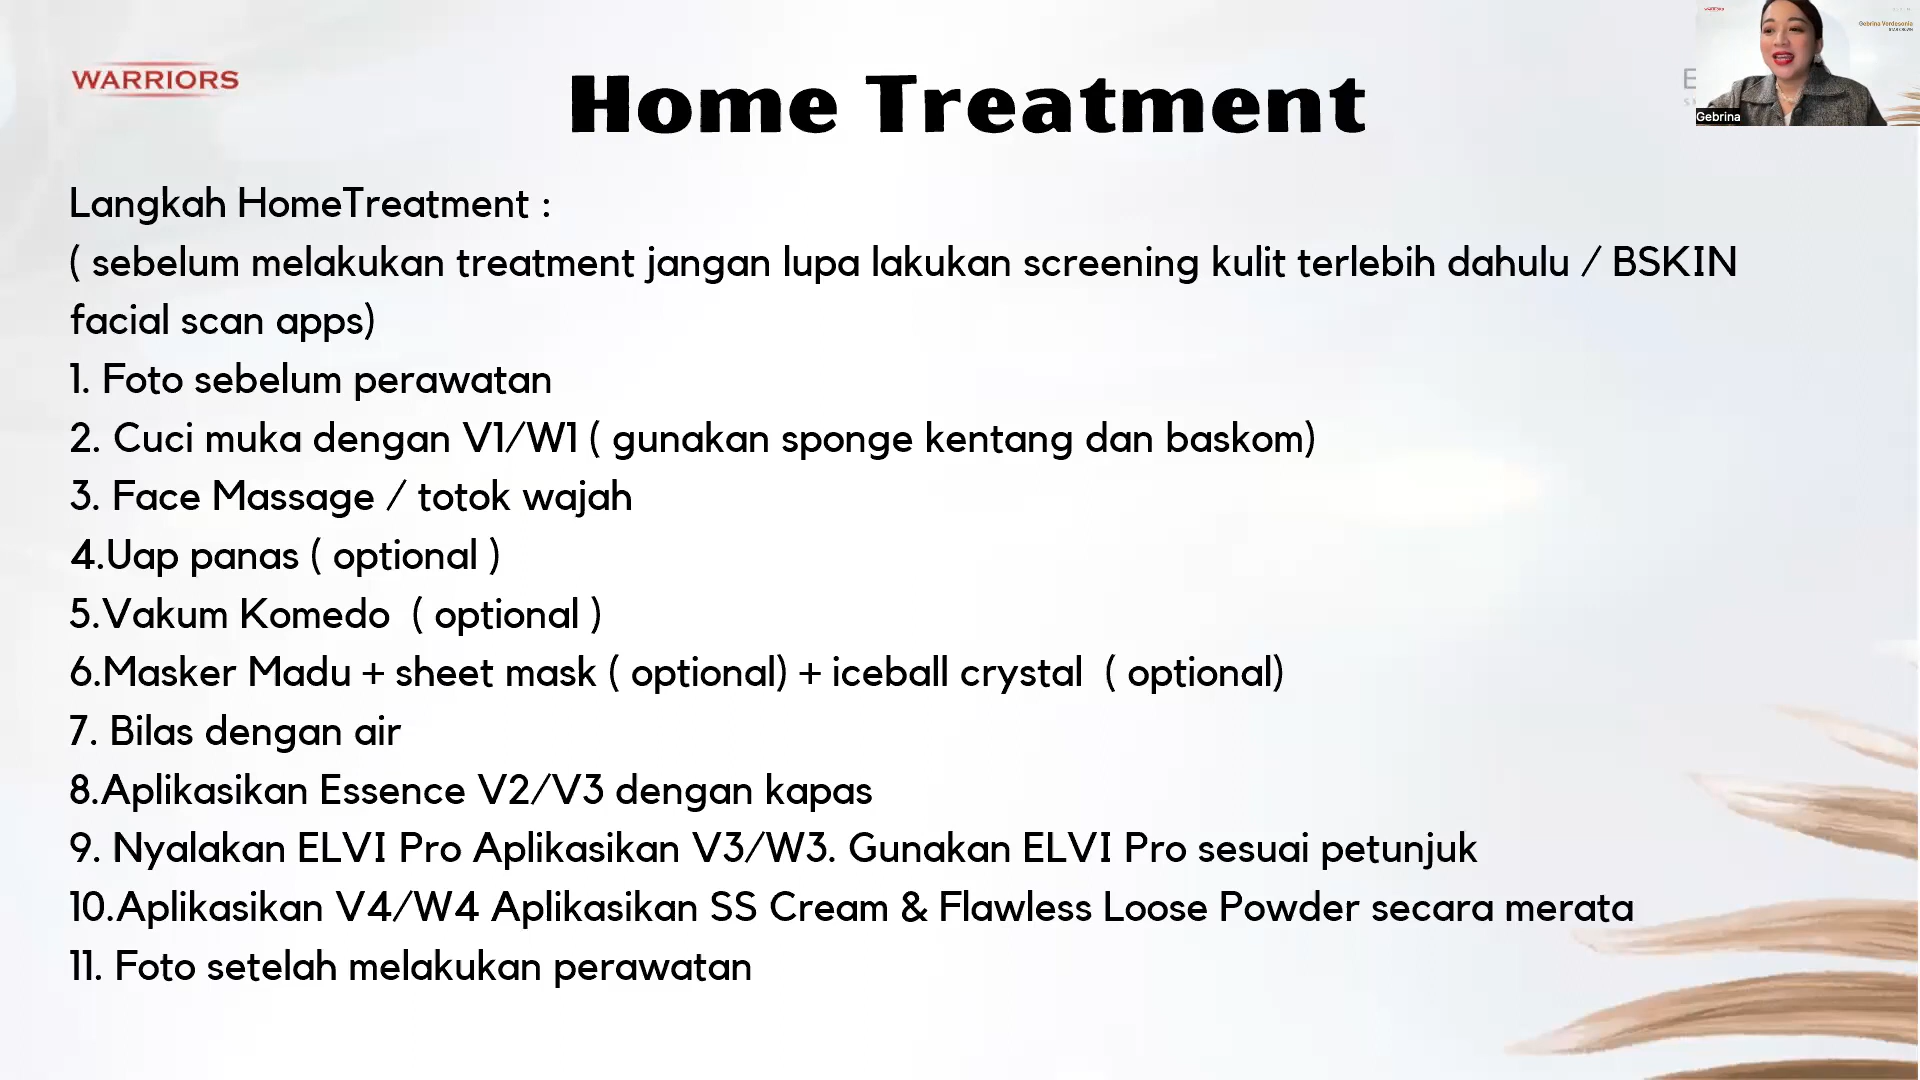 WARRIORS
Home Treatment
E
Gebrina Verdesonia
Gebrina
Langkah HomeTreatment :
( sebelum melakukan treatment jangan lupa lakukan screening kulit terlebih dahulu / BSKIN
facial scan apps)
1. Foto sebelum perawatan
2. Cuci muka dengan V1/W1 ( gunakan sponge kentang dan baskom)
3. Face Massage / totok wajah
4.Uap panas ( optional )
5.Vakum Komedo  ( optional )
6.Masker Madu + sheet mask ( optional) + iceball crystal  ( optional)
7. Bilas dengan air
8.Aplikasikan Essence V2/V3 dengan kapas
9. Nyalakan ELVI Pro Aplikasikan V3/W3. Gunakan ELVI Pro sesuai petunjuk
10.Aplikasikan V4/W4 Aplikasikan SS Cream & Flawless Loose Powder secara merata
11. Foto setelah melakukan perawatan